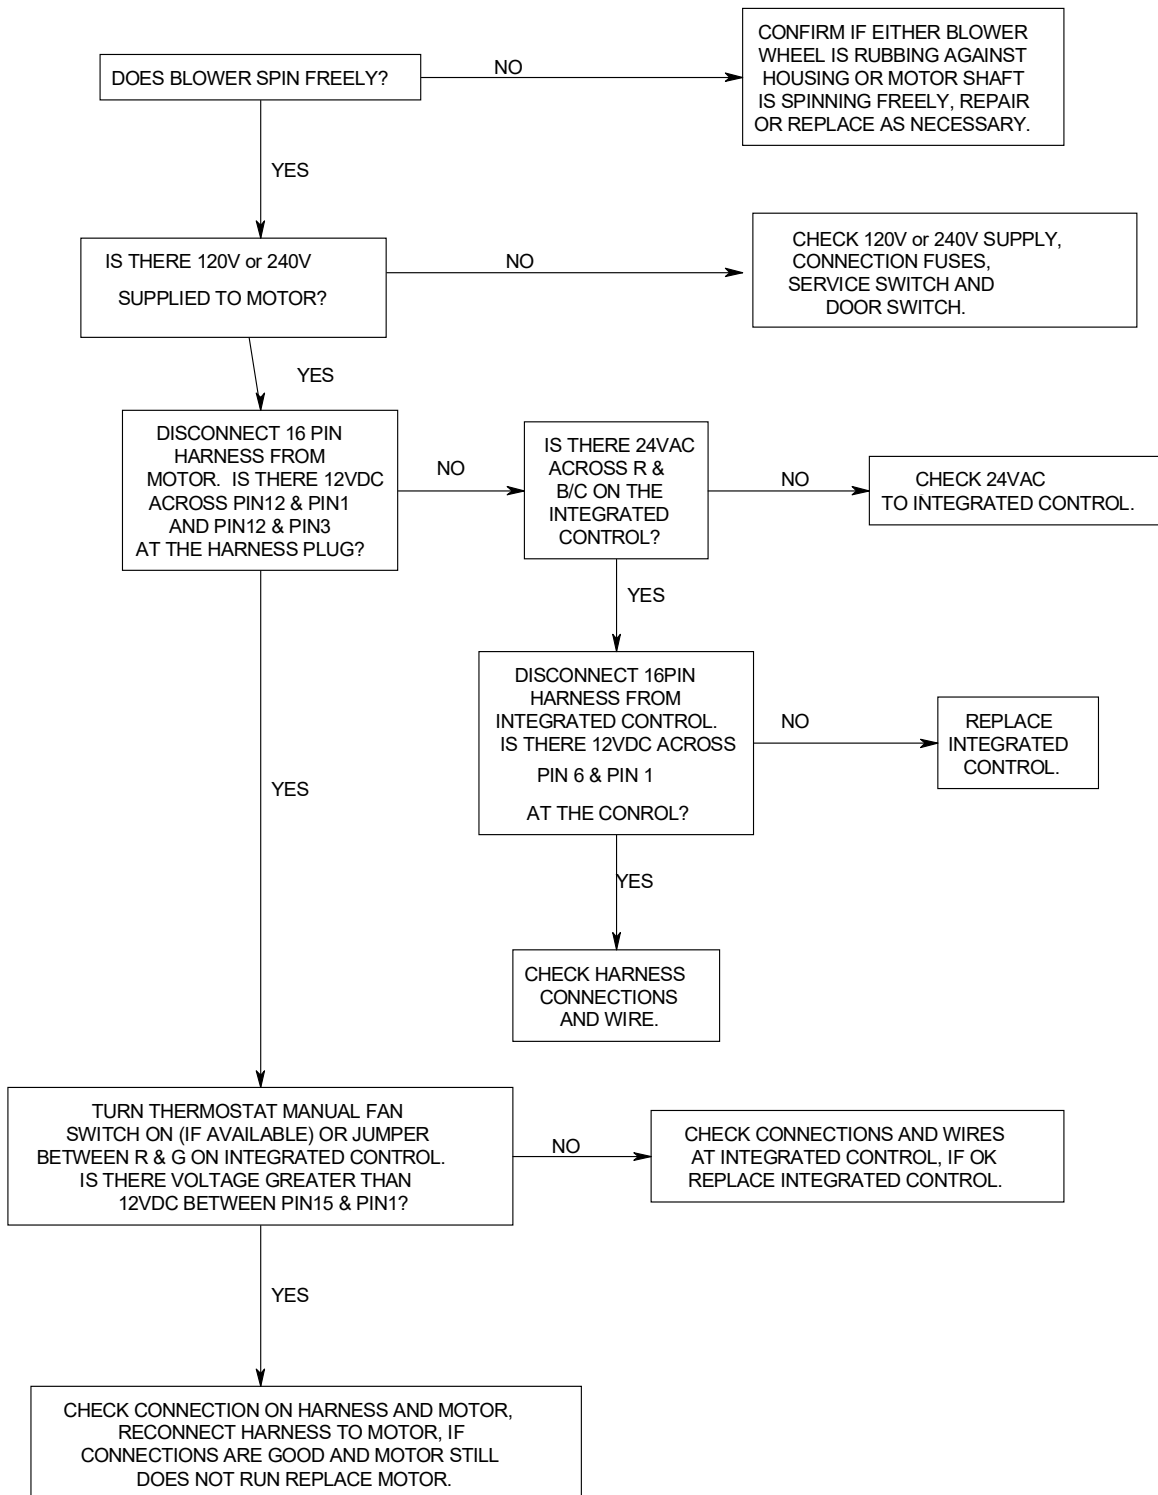 DOES BLOWER SPIN FREELY?
NO
CONFIRM IF EITHER BLOWER
WHEEL IS RUBBING AGAINST
HOUSING OR MOTOR SHAFT
IS SPINNING FREELY, REPAIR
OR REPLACE AS NECESSARY.
YES
IS THERE 120V or 240V
SUPPLIED TO MOTOR?
NO
CHECK 120V or 240V SUPPLY,
CONNECTION FUSES,
SERVICE SWITCH AND
DOOR SWITCH.
YES
DISCONNECT 16 PIN
HARNESS FROM
MOTOR. IS THERE 12VDC
ACROSS PIN12 & PIN1
AND PIN12 & PIN3
AT THE HARNESS PLUG?
NO
IS THERE 24VAC
ACROSS R &
B/C ON THE
INTEGRATED
CONTROL?
NO
CHECK 24VAC
TO INTEGRATED CONTROL.
YES
DISCONNECT 16PIN
HARNESS FROM
INTEGRATED CONTROL.
IS THERE 12VDC ACROSS
PIN 6 & PIN 1
AT THE CONROL?
NO
REPLACE
INTEGRATED
CONTROL.
YES
YES
CHECK HARNESS
CONNECTIONS
AND WIRE.
TURN THERMOSTAT MANUAL FAN
SWITCH ON (IF AVAILABLE) OR JUMPER
BETWEEN R & G ON INTEGRATED CONTROL.
IS THERE VOLTAGE GREATER THAN
12VDC BETWEEN PIN15 & PIN1?
NO
CHECK CONNECTIONS AND WIRES
AT INTEGRATED CONTROL, IF OK
REPLACE INTEGRATED CONTROL.
YES
CHECK CONNECTION ON HARNESS AND MOTOR,
RECONNECT HARNESS TO MOTOR, IF
CONNECTIONS ARE GOOD AND MOTOR STILL
DOES NOT RUN REPLACE MOTOR.